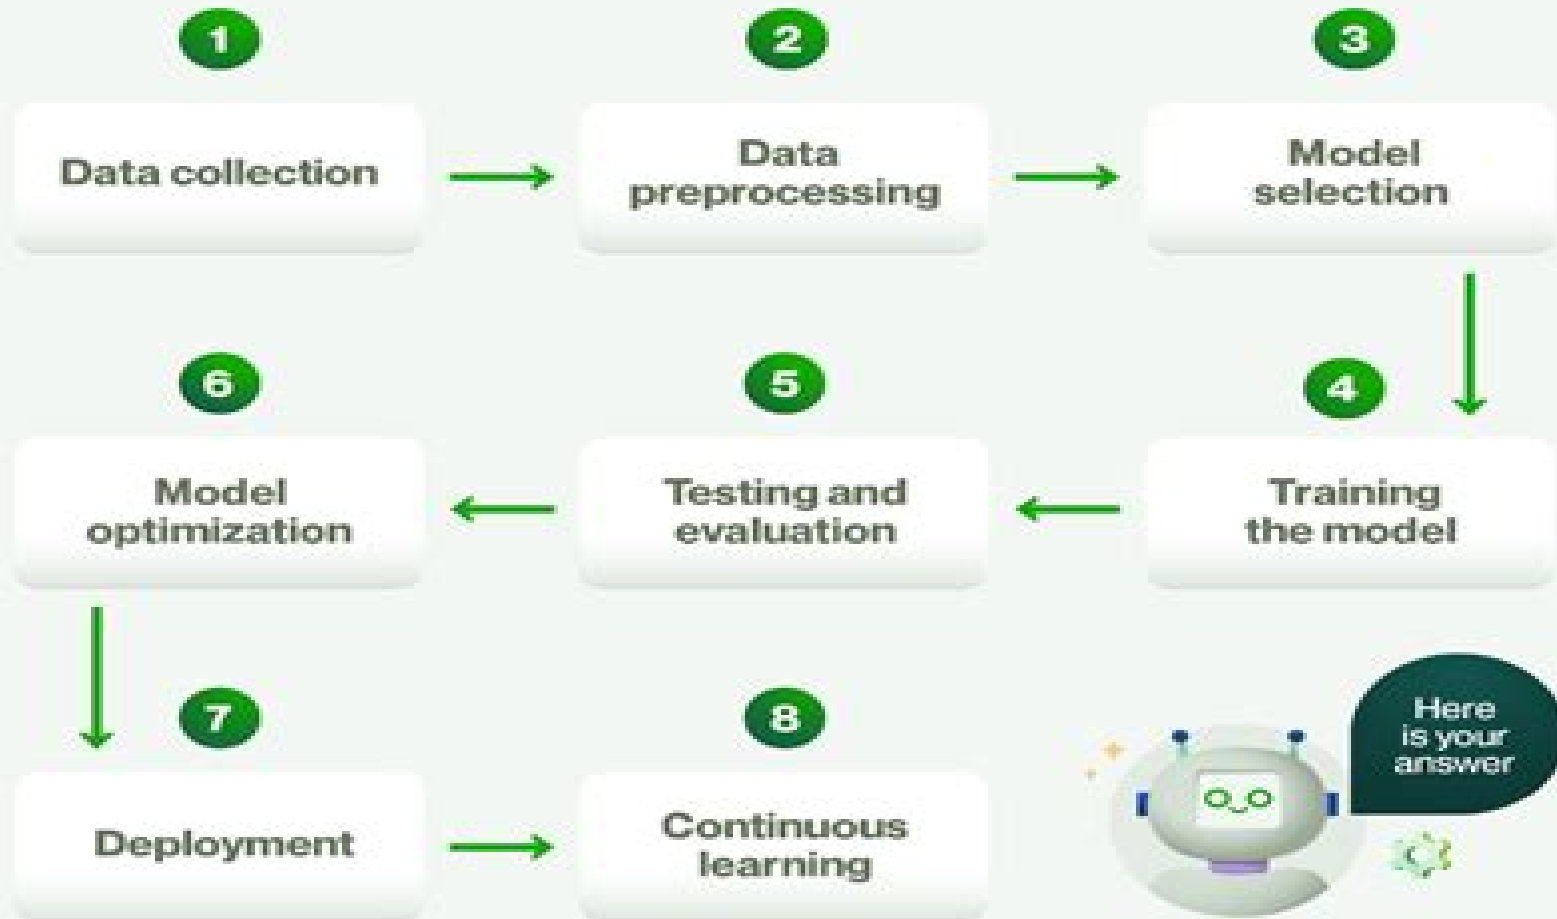 1
Data collection
2
Data
preprocessing
3
Model
selection
4
Training
the model
5
Testing and
evaluation
6
Model
optimization
7
Deployment
8
Continuous
learning
Here
is your
answer